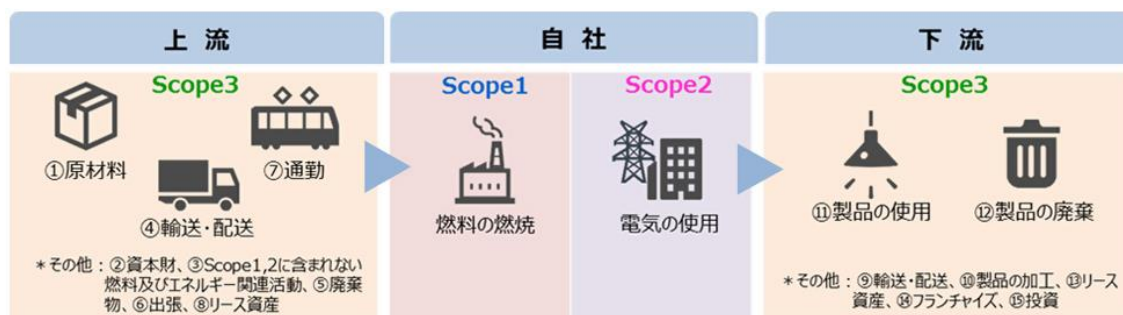 上流
Scope3
①原材料
⑦通勤
④輸送・配送
＊その他：②資本財、③Scope1,2に含まれない
燃料及びエネルギー関連活動、⑤廃棄
物、⑥出張、⑧リース資産
自社
Scope1
燃料の燃焼
Scope2
電気の使用
下流
Scope3
⑪製品の使用
⑫製品の廃棄
＊その他：⑨輸送・配送、⑩製品の加工、⑬リース
資産、⑭フランチャイズ、⑮投資